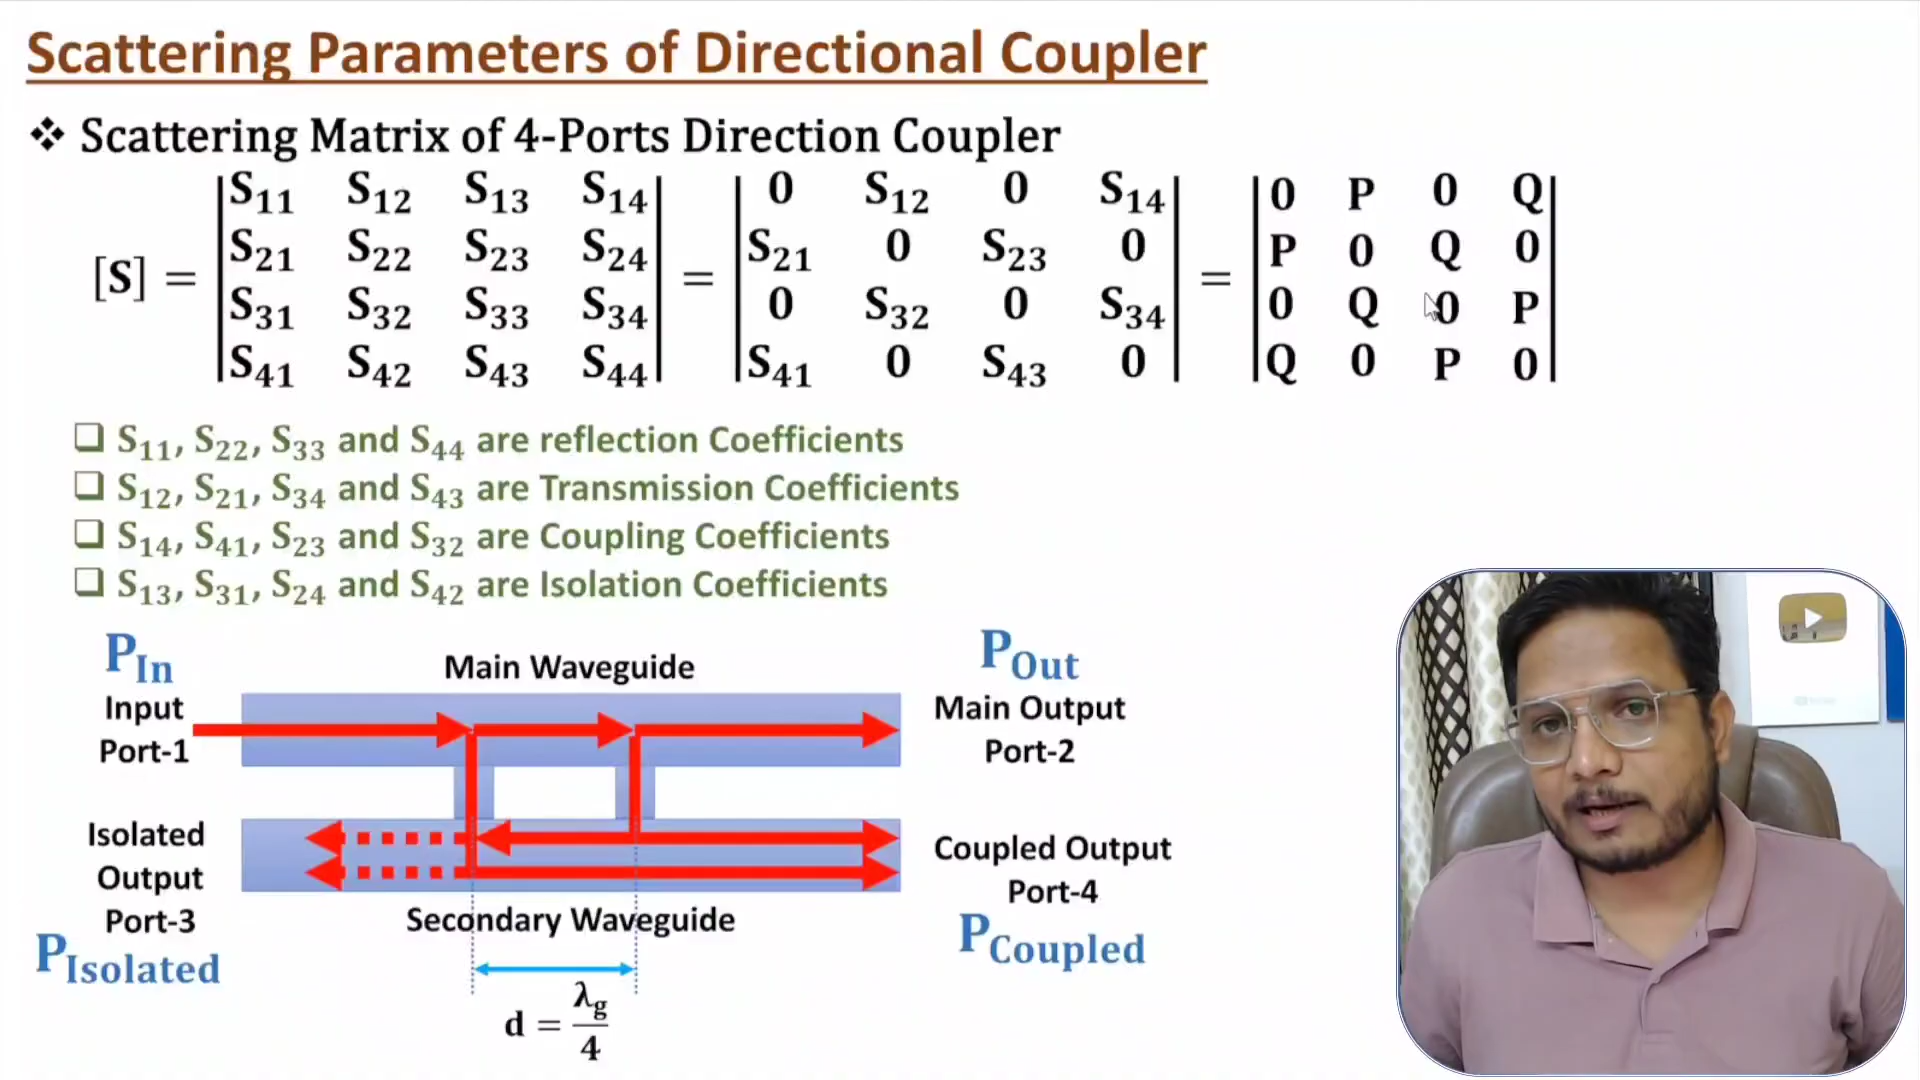 Scattering Parameters of Directional Coupler
❖ Scattering Matrix of 4-Ports Direction Coupler
[S] = |S₁₁ S₁₂ S₁₃ S₁₄| = |0 S₁₂ 0 S₁₄| = |0 P 0 Q|
|S₂₁ S₂₂ S₂₃ S₂₄| |S₂₁ 0 S₂₃ 0| |P 0 Q 0|
|S₃₁ S₃₂ S₃₃ S₃₄| |0 S₃₂ 0 S₃₄| |0 Q 0 P|
|S₄₁ S₄₂ S₄₃ S₄₄| |S₄₁ 0 S₄₃ 0| |Q 0 P 0|
❑ S₁₁, S₂₂, S₃₃ and S₄₄ are reflection Coefficients
❑ S₁₂, S₂₁, S₃₄ and S₄₃ are Transmission Coefficients
❑ S₁₄, S₄₁, S₂₃ and S₃₂ are Coupling Coefficients
❑ S₁₃, S₃₁, S₂₄ and S₄₂ are Isolation Coefficients
P_In
Input
Port-1
Main Waveguide
P_Out
Main Output
Port-2
Isolated
Output
Port-3
P_Isolated
Secondary Waveguide
Coupled Output
Port-4
P_Coupled
d = λg/4